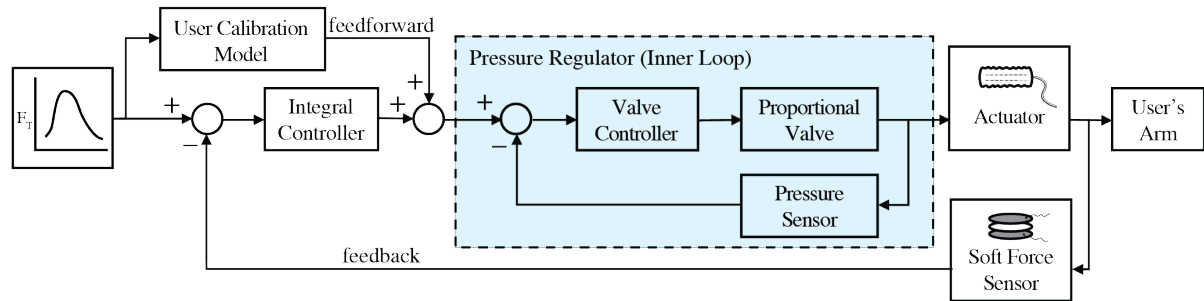 User Calibration
Model
feedforward
Pressure Regulator (Inner Loop)
F_T
+
−
Integral
Controller
+
+
+
−
Valve
Controller
Proportional
Valve
Actuator
User's
Arm
Pressure
Sensor
feedback
Soft Force
Sensor